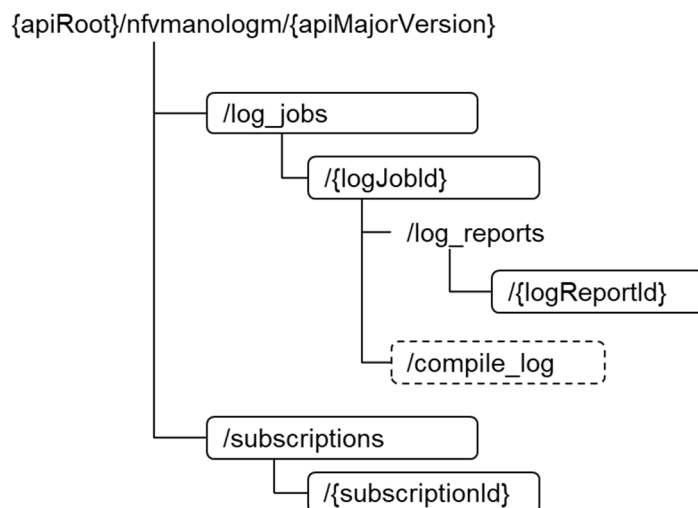 {apiRoot}/nfvmanologm/{apiMajorVersion}
/log_jobs
/{logJobId}
/log_reports
/{logReportId}
/compile_log
/subscriptions
/{subscriptionId}